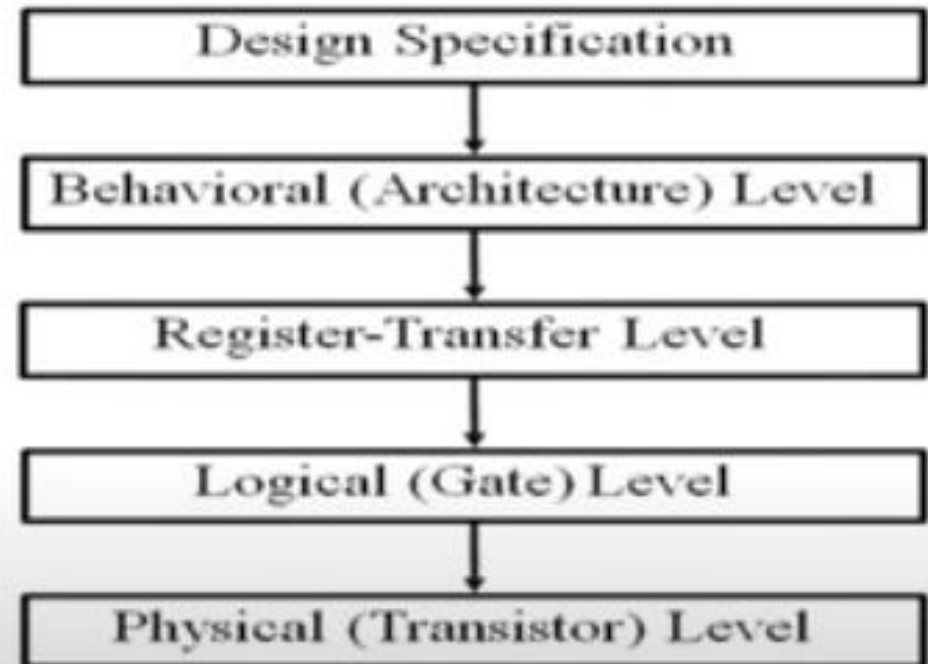 Design Specification
Behavioral (Architecture) Level
Register-Transfer Level
Logical (Gate) Level
Physical (Transistor) Level